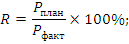 R = Pплан / Pфакт × 100%;